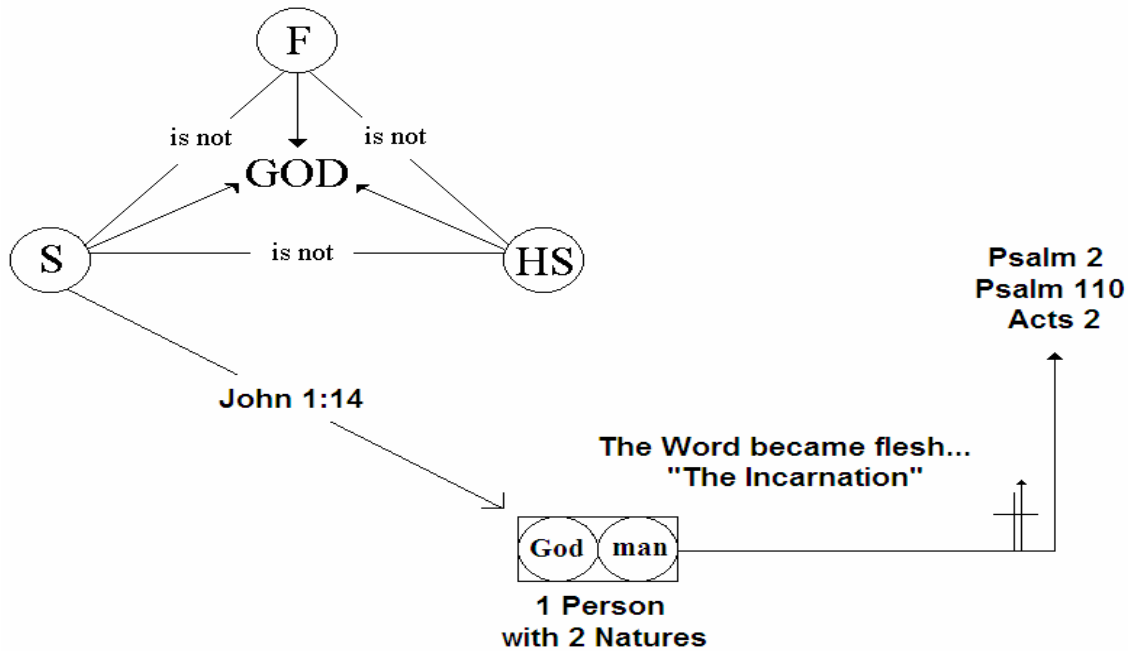 F
is not
is not
GOD
S
is not
HS
Psalm 2
Psalm 110
Acts 2
John 1:14
The Word became flesh...
"The Incarnation"
God
man
1 Person
with 2 Natures